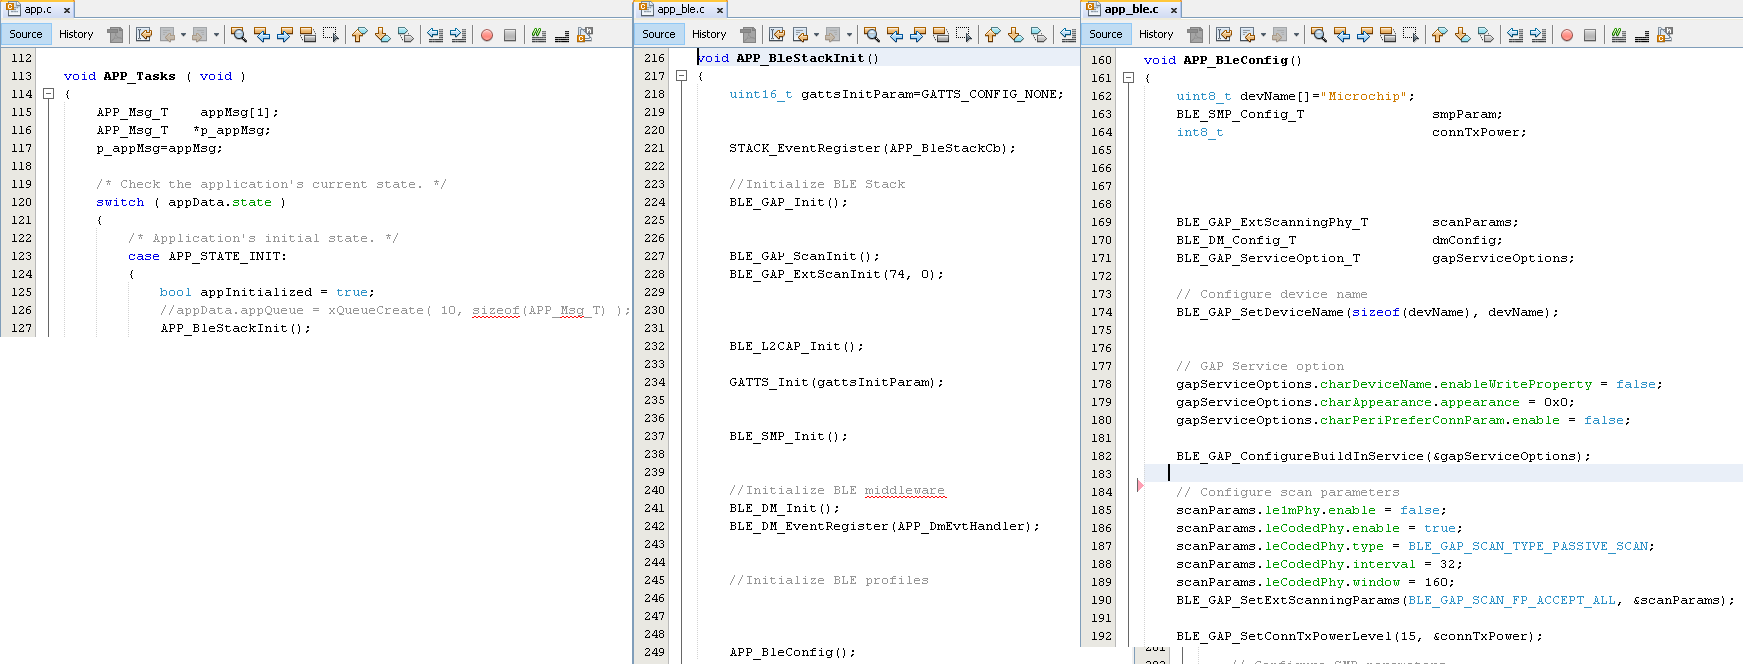 app.c x
Source History
112
113 void APP_Tasks ( void )
114 {
115 APP_Msg_T appMsg[1];
116 APP_Msg_T *p_appMsg;
117 p_appMsg=appMsg;
118
119 /* Check the application's current state. */
120 switch ( appData.state )
121 {
122 /* Application's initial state. */
123 case APP_STATE_INIT:
124 {
125 bool appInitialized = true;
126 //appData.appQueue = xQueueCreate( 10, sizeof(APP_Msg_T) );
127 APP_BleStackInit();
app_ble.c x
Source History
216 void APP_BleStackInit()
217 {
218 uint16_t gattsInitParam=GATTS_CONFIG_NONE;
219
220
221 STACK_EventRegister(APP_BleStackCb);
222
223 //Initialize BLE Stack
224 BLE_GAP_Init();
225
226
227 BLE_GAP_ScanInit();
228 BLE_GAP_ExtScanInit(74, 0);
229
230
231
232 BLE_L2CAP_Init();
233
234 GATTS_Init(gattsInitParam);
235
236
237 BLE_SMP_Init();
238
239
240 //Initialize BLE middleware
241 BLE_DM_Init();
242 BLE_DM_EventRegister(APP_DmEvtHandler);
243
244
245 //Initialize BLE profiles
246
247
248
249 APP_BleConfig();
app_ble.c x
Source History
160 void APP_BleConfig()
161 {
162 uint8_t devName[]="Microchip";
163 BLE_SMP_Config_T smpParam;
164 int8_t connTxPower;
165
166
167
168
169 BLE_GAP_ExtScanningPhy_T scanParams;
170 BLE_DM_Config_T dmConfig;
171 BLE_GAP_ServiceOption_T gapServiceOptions;
172
173 // Configure device name
174 BLE_GAP_SetDeviceName(sizeof(devName), devName);
175
176
177 // GAP Service option
178 gapServiceOptions.charDeviceName.enableWriteProperty = false;
179 gapServiceOptions.charAppearance.appearance = 0x0;
180 gapServiceOptions.charPeriPreferConnParam.enable = false;
181
182 BLE_GAP_ConfigureBuildInService(&gapServiceOptions);
183
184 // Configure scan parameters
185 scanParams.le1mPhy.enable = false;
186 scanParams.leCodedPhy.enable = true;
187 scanParams.leCodedPhy.type = BLE_GAP_SCAN_TYPE_PASSIVE_SCAN;
188 scanParams.leCodedPhy.interval = 32;
189 scanParams.leCodedPhy.window = 160;
190 BLE_GAP_SetExtScanningParams(BLE_GAP_SCAN_FP_ACCEPT_ALL, &scanParams);
191
192 BLE_GAP_SetConnTxPowerLevel(15, &connTxPower);